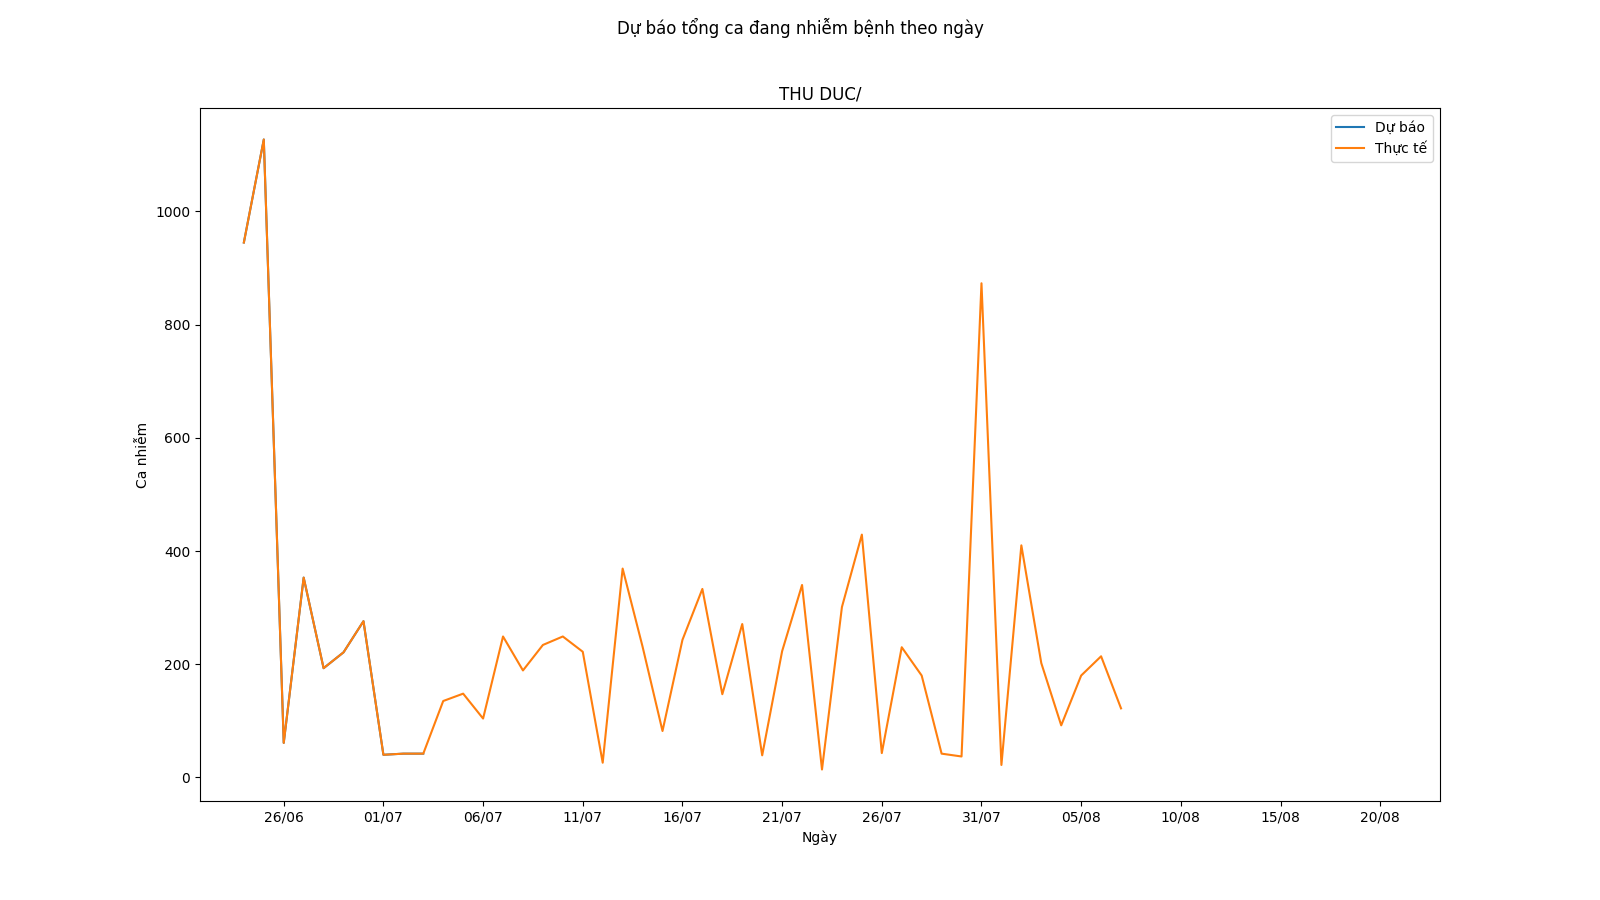 Dự báo tổng ca đang nhiễm bệnh theo ngày
THU DUC/
Dự báo
Thực tế
Ca nhiễm
1000
800
600
400
200
0
26/06 01/07 06/07 11/07 16/07 21/07 26/07 31/07 05/08 10/08 15/08 20/08
Ngày